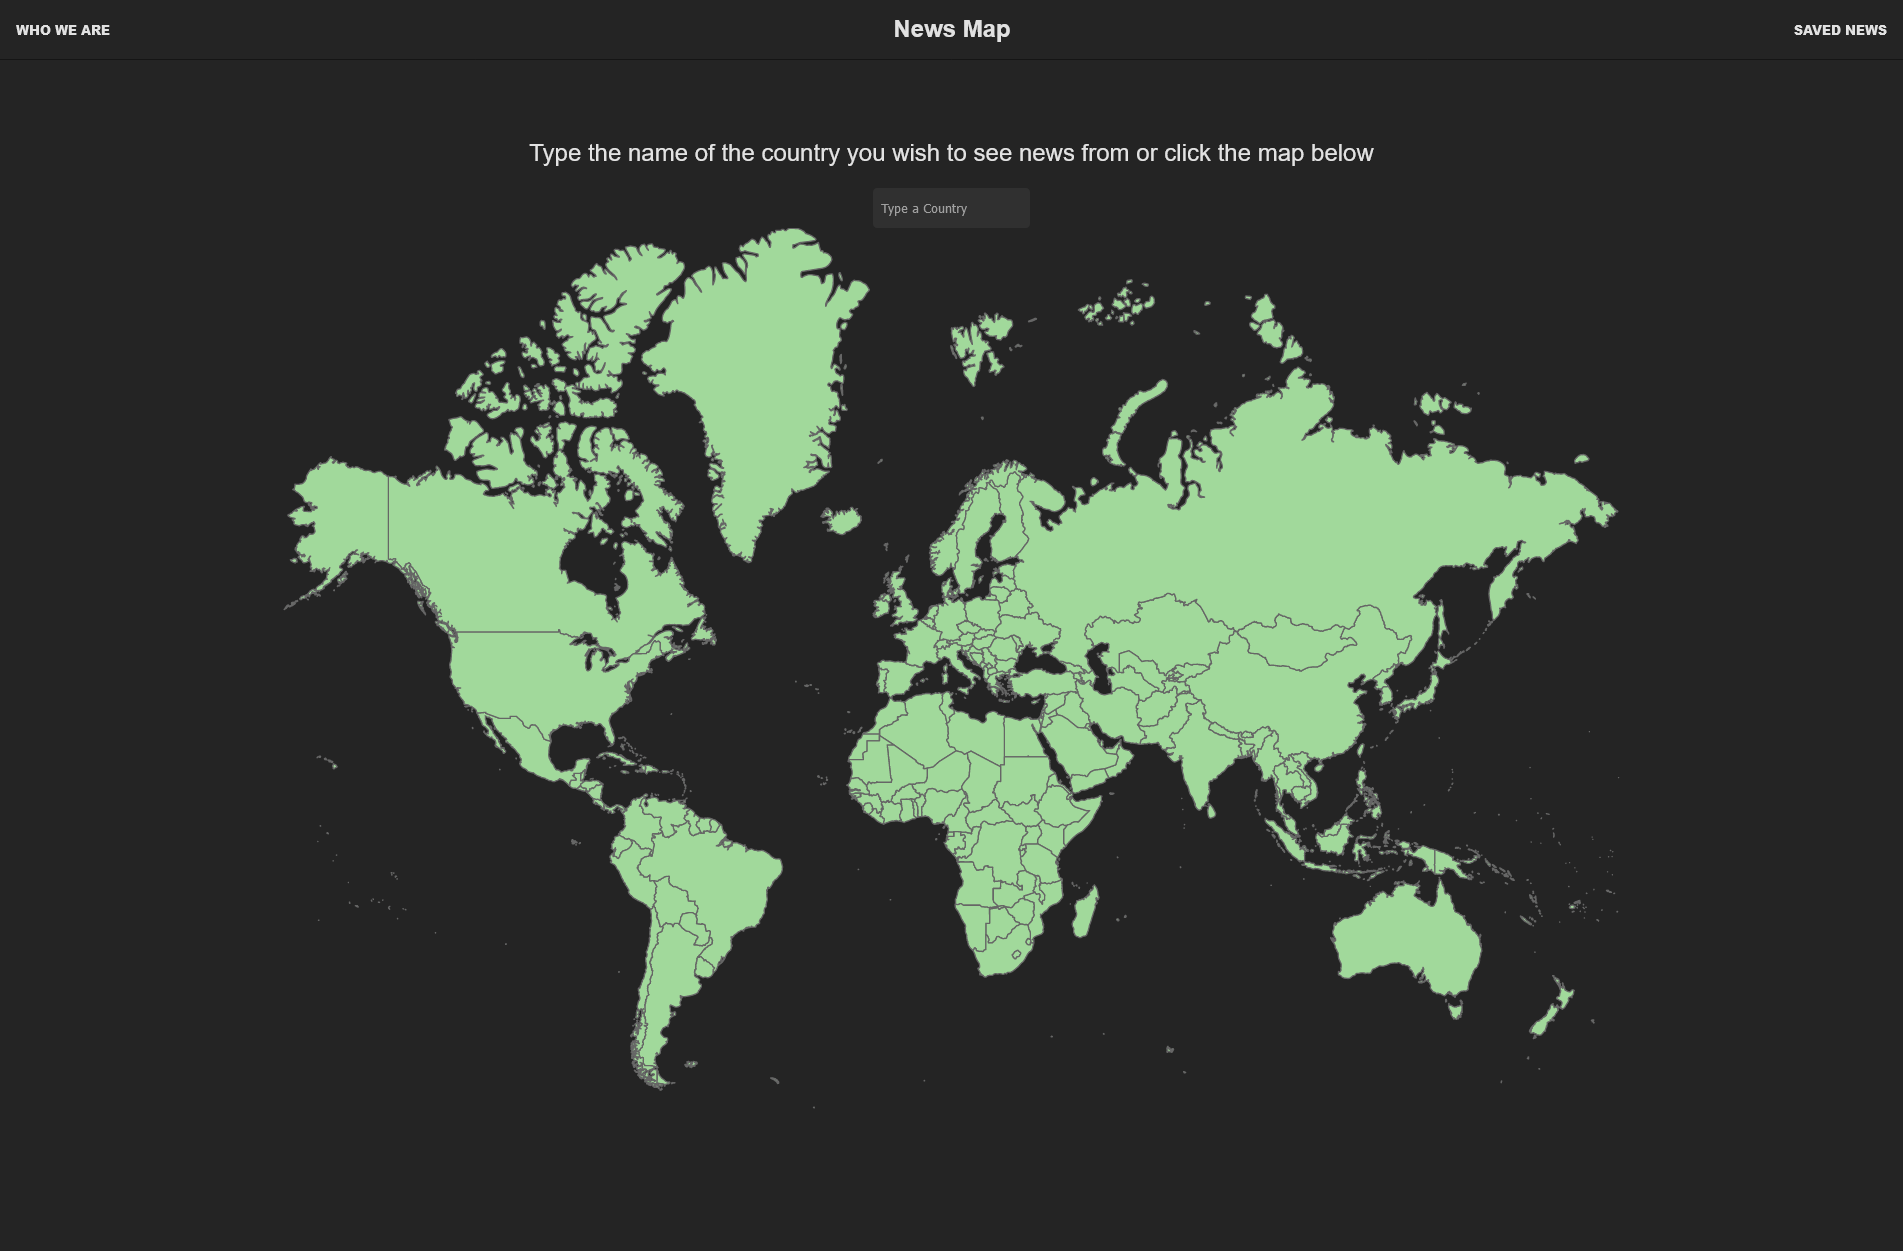 WHO WE ARE
News Map
SAVED NEWS
Type the name of the country you wish to see news from or click the map below
Type a Country